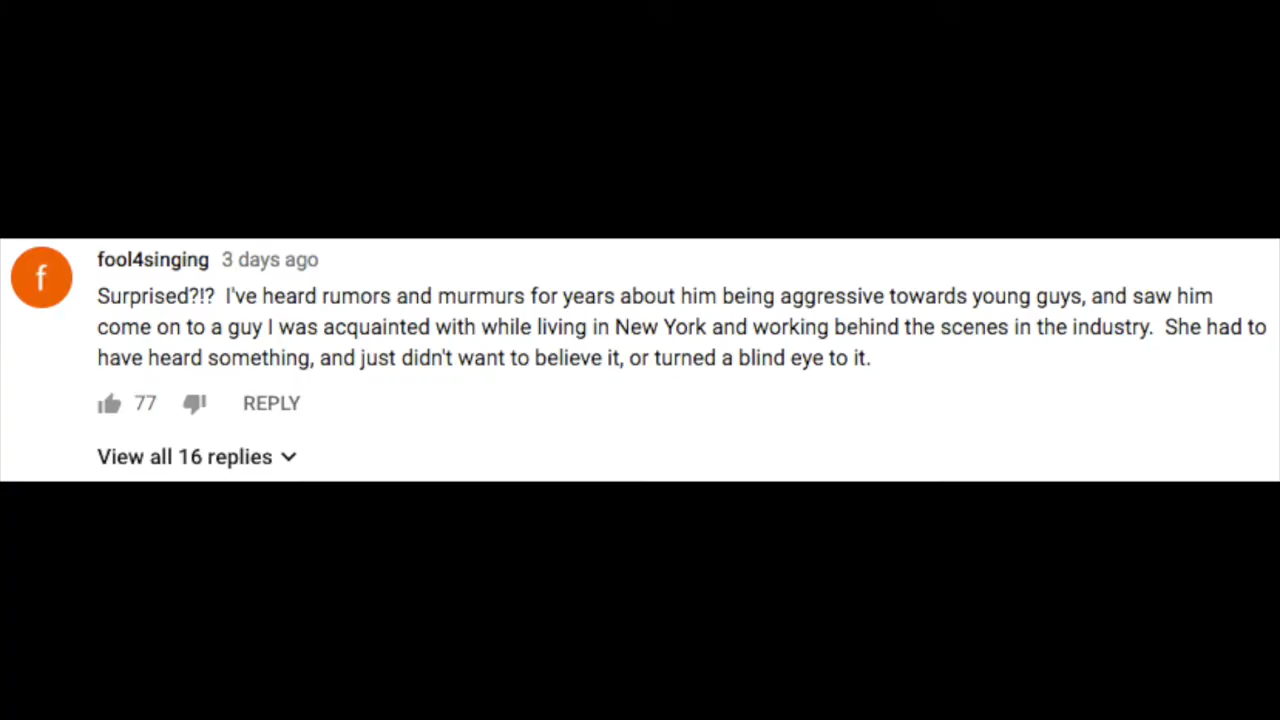 f
fool4singing 3 days ago
Surprised?!? I've heard rumors and murmurs for years about him being aggressive towards young guys, and saw him
come on to a guy I was acquainted with while living in New York and working behind the scenes in the industry. She had to
have heard something, and just didn't want to believe it, or turned a blind eye to it.
77 REPLY
View all 16 replies